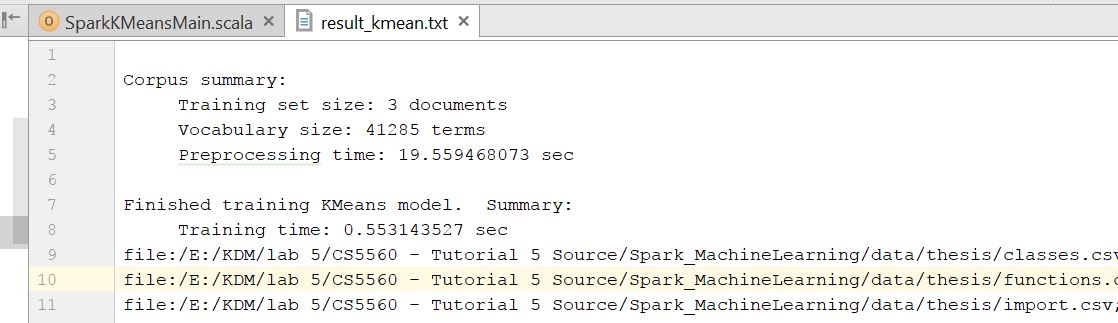 SparkKMeansMain.scala result_kmean.txt
1
2 Corpus summary:
3 Training set size: 3 documents
4 Vocabulary size: 41285 terms
5 Preprocessing time: 19.559468073 sec
6
7 Finished training KMeans model.  Summary:
8 Training time: 0.553143527 sec
9 file:/E:/KDM/lab 5/CS5560 - Tutorial 5 Source/Spark_MachineLearning/data/thesis/classes.csv
10 file:/E:/KDM/lab 5/CS5560 - Tutorial 5 Source/Spark_MachineLearning/data/thesis/functions.c
11 file:/E:/KDM/lab 5/CS5560 - Tutorial 5 Source/Spark_MachineLearning/data/thesis/import.csv;